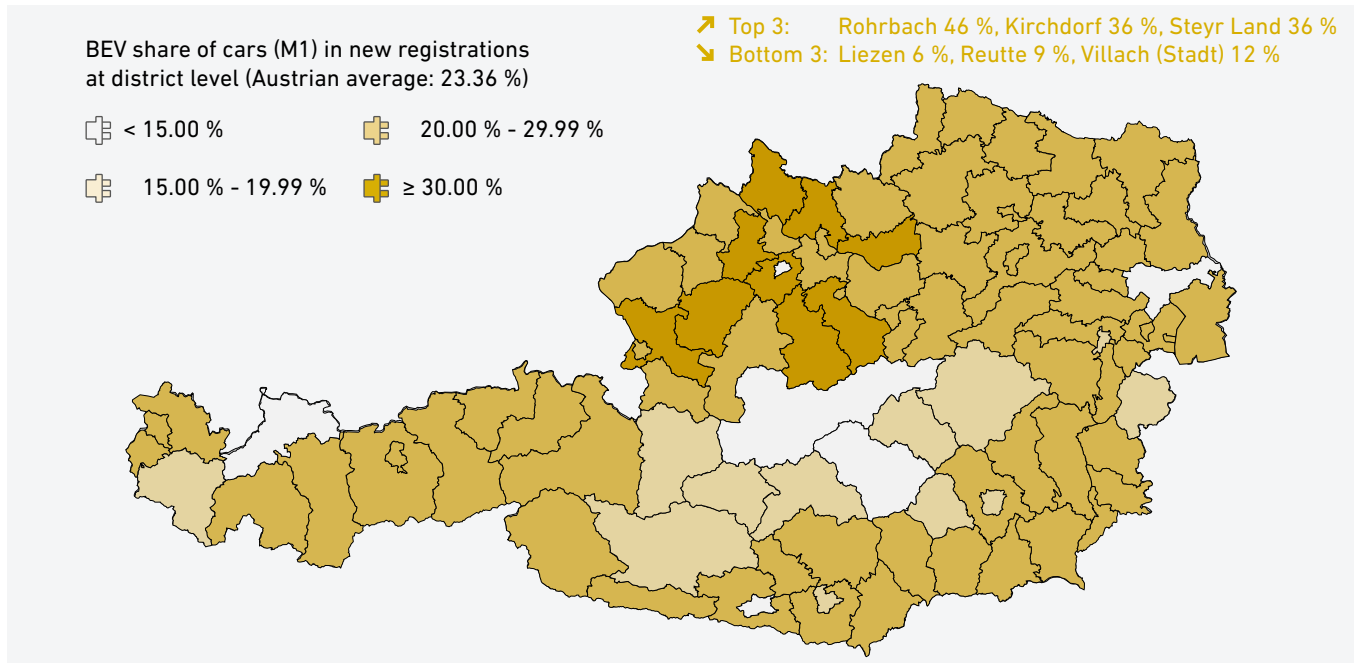 ↗ Top 3: Rohrbach 46 %, Kirchdorf 36 %, Steyr Land 36 %
↘ Bottom 3: Liezen 6 %, Reutte 9 %, Villach (Stadt) 12 %
BEV share of cars (M1) in new registrations
at district level (Austrian average: 23.36 %)
< 15.00 % 20.00 % - 29.99 %
15.00 % - 19.99 % ≥ 30.00 %